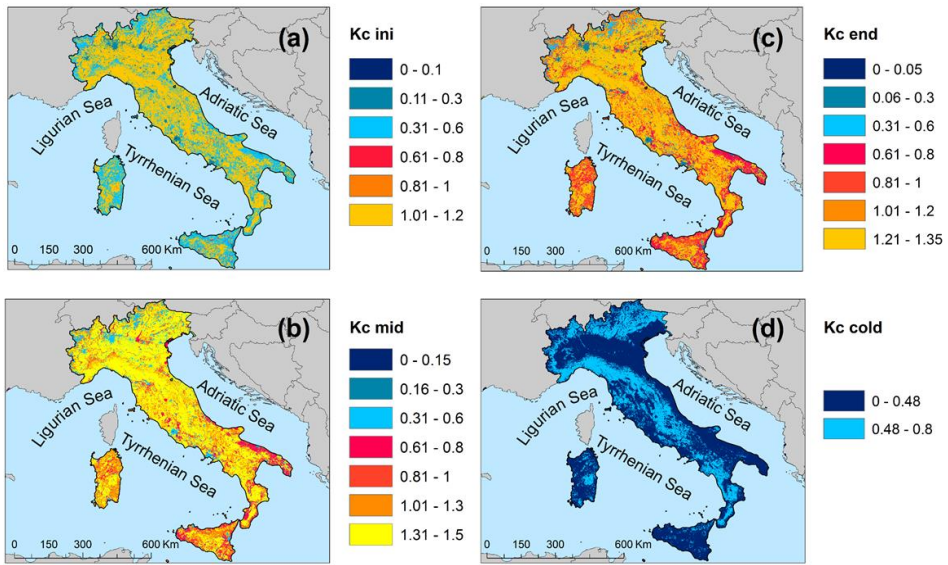 (a)
Ligurian Sea
Adriatic Sea
Tyrrhenian Sea
0 150 300 600 Km
Kc ini
0 - 0.1
0.11 - 0.3
0.31 - 0.6
0.61 - 0.8
0.81 - 1
1.01 - 1.2
(c)
Ligurian Sea
Adriatic Sea
Tyrrhenian Sea
0 150 300 600 Km
Kc end
0 - 0.05
0.06 - 0.3
0.31 - 0.6
0.61 - 0.8
0.81 - 1
1.01 - 1.2
1.21 - 1.35
(b)
Ligurian Sea
Adriatic Sea
Tyrrhenian Sea
0 150 300 600 Km
Kc mid
0 - 0.15
0.16 - 0.3
0.31 - 0.6
0.61 - 0.8
0.81 - 1
1.01 - 1.3
1.31 - 1.5
(d)
Ligurian Sea
Adriatic Sea
Tyrrhenian Sea
0 150 300 600 Km
Kc cold
0 - 0.48
0.48 - 0.8